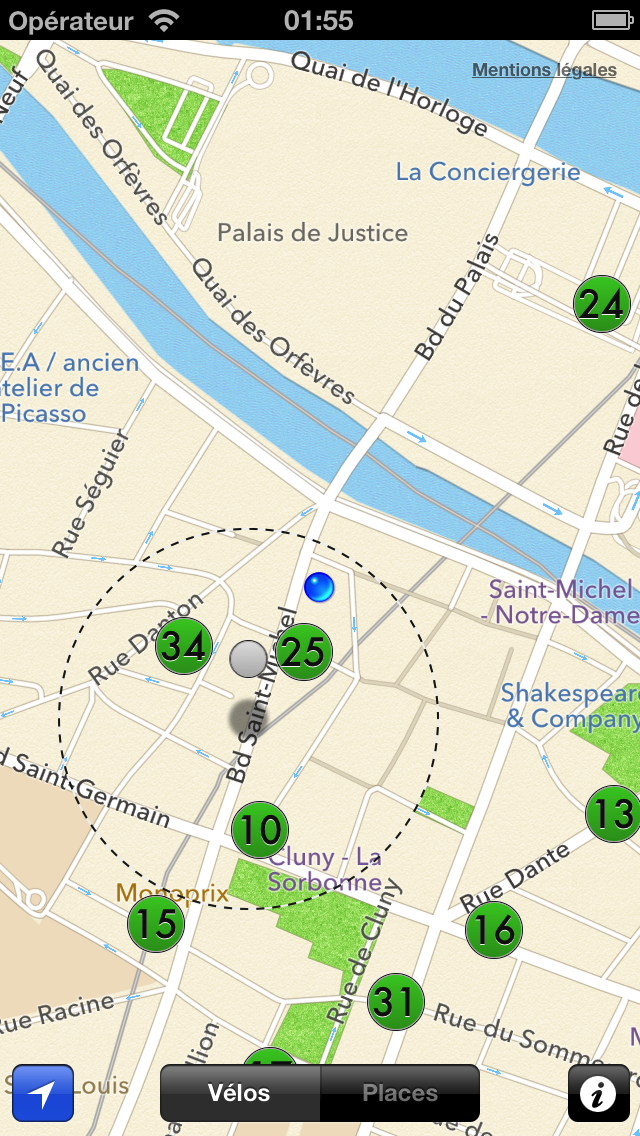 Opérateur
01:55
Quai de l'Horloge
Mentions légales
Neuf
Quai des Orfèvres
La Conciergerie
Palais de Justice
Bd du Palais
24
Quai des Orfèvres
E.A / ancien
telier de
Picasso
Rue de
Rue Séguier
Saint-Michel
- Notre-Dame
Rue Danton
34
25
Bd Saint-Michel
Shakespeare
& Company
d Saint-Germain
10
13
Cluny - La
Sorbonne
Rue Dante
Monoprix
15
16
Rue de Cluny
31
Rue Racine
Rue du Somme
Louis
Vélos
Places
i